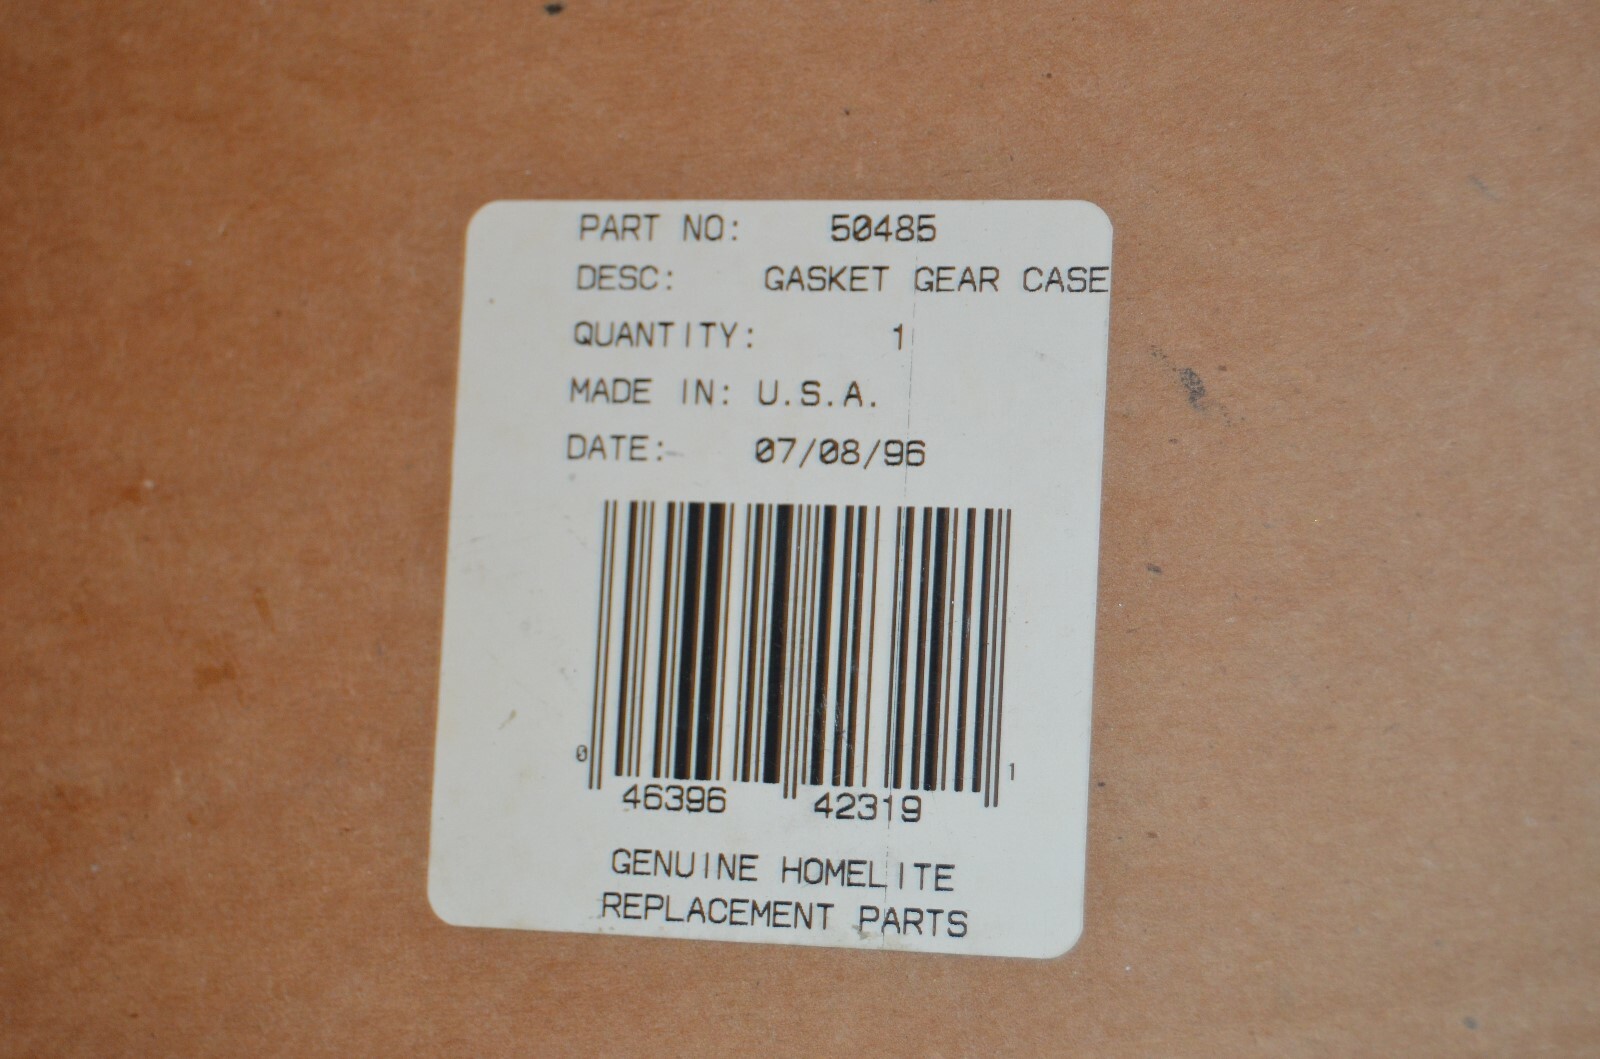 PART NO: 50485
DESC: GASKET GEAR CASE
QUANTITY: 1
MADE IN: U.S.A.
DATE: 07/08/96
0 46396 42319 1
GENUINE HOMELITE
REPLACEMENT PARTS